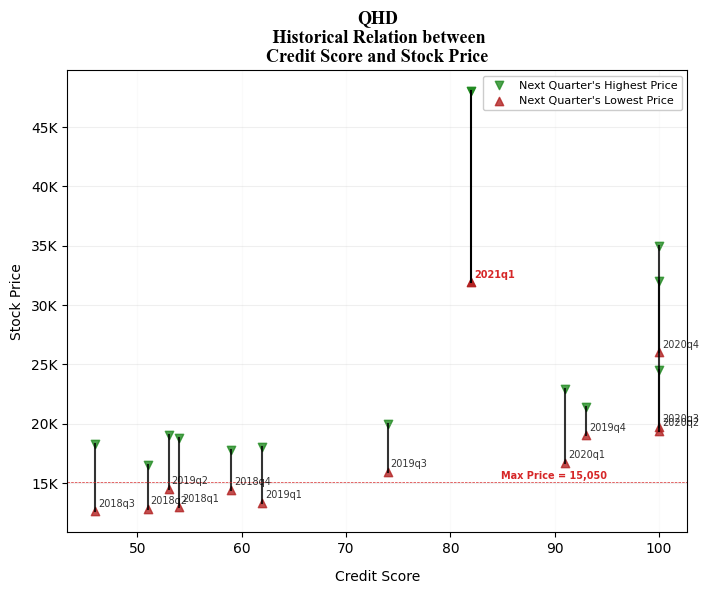 QHD
Historical Relation between
Credit Score and Stock Price
Next Quarter's Highest Price
Next Quarter's Lowest Price
45K
40K
35K
30K
25K
20K
15K
Stock Price
2021q1
2020q4
2020q3
2020q2
2019q4
2020q1
2019q3
Max Price = 15,050
2019q2
2018q4
2019q1
2018q3
2018q2
2018q1
50
60
70
80
90
100
Credit Score